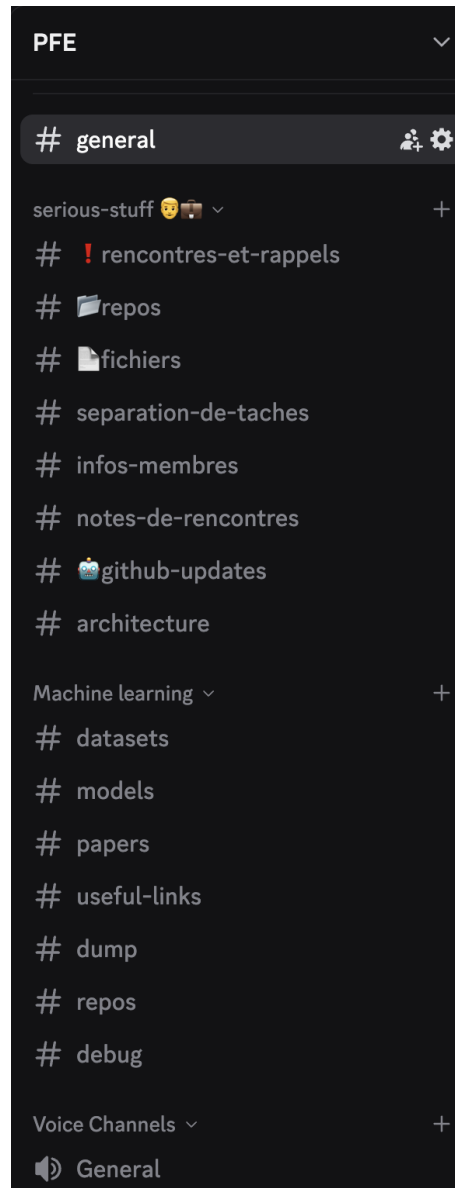 PFE
general
serious-stuff 👨💼
❗rencontres-et-rappels
📂repos
📄fichiers
separation-de-taches
infos-membres
notes-de-rencontres
🤖github-updates
architecture
Machine learning
datasets
models
papers
useful-links
dump
repos
debug
Voice Channels
General